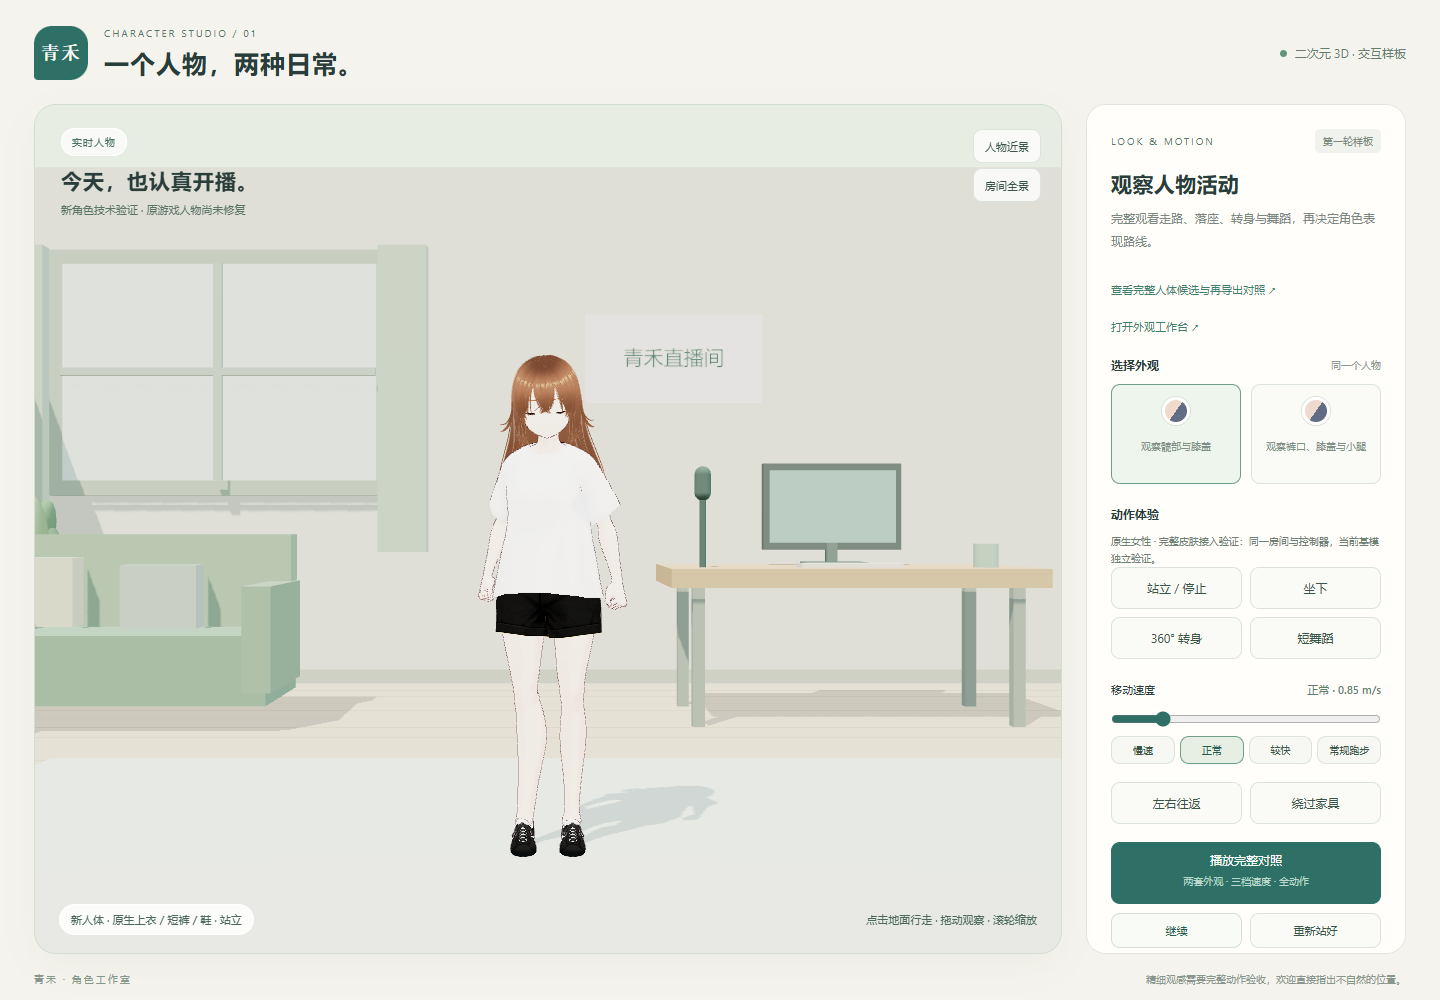 青禾
CHARACTER STUDIO / 01
一个人物，两种日常。
二次元 3D · 交互样板
实时人物
今天，也认真开播。
新角色技术验证 · 原游戏人物尚未修复
人物近景
房间全景
青禾直播间
新人体 · 原生上衣 / 短裤 / 鞋 · 站立
点击地面行走 · 拖动观察 · 滚轮缩放
LOOK & MOTION
第一轮样板
观察人物活动
完整观看走路、落座、转身与舞蹈，再决定角色表
现路线。
查看完整人体候选与再导出对照 ↗
打开外观工作台 ↗
选择外观
同一个人物
观察髋部与膝盖
观察裤口、膝盖与小腿
动作体验
原生女性 · 完整皮肤接入验证：同一房间与控制器，当前基模
独立验证。
站立 / 停止
坐下
360° 转身
短舞蹈
移动速度
正常 · 0.85 m/s
慢速
正常
较快
常规跑步
左右往返
绕过家具
播放完整对照
两套外观 · 三档速度 · 全动作
继续
重新站好
青禾 · 角色工作室
精细观感需要完整动作验收，欢迎直接指出不自然的位置。